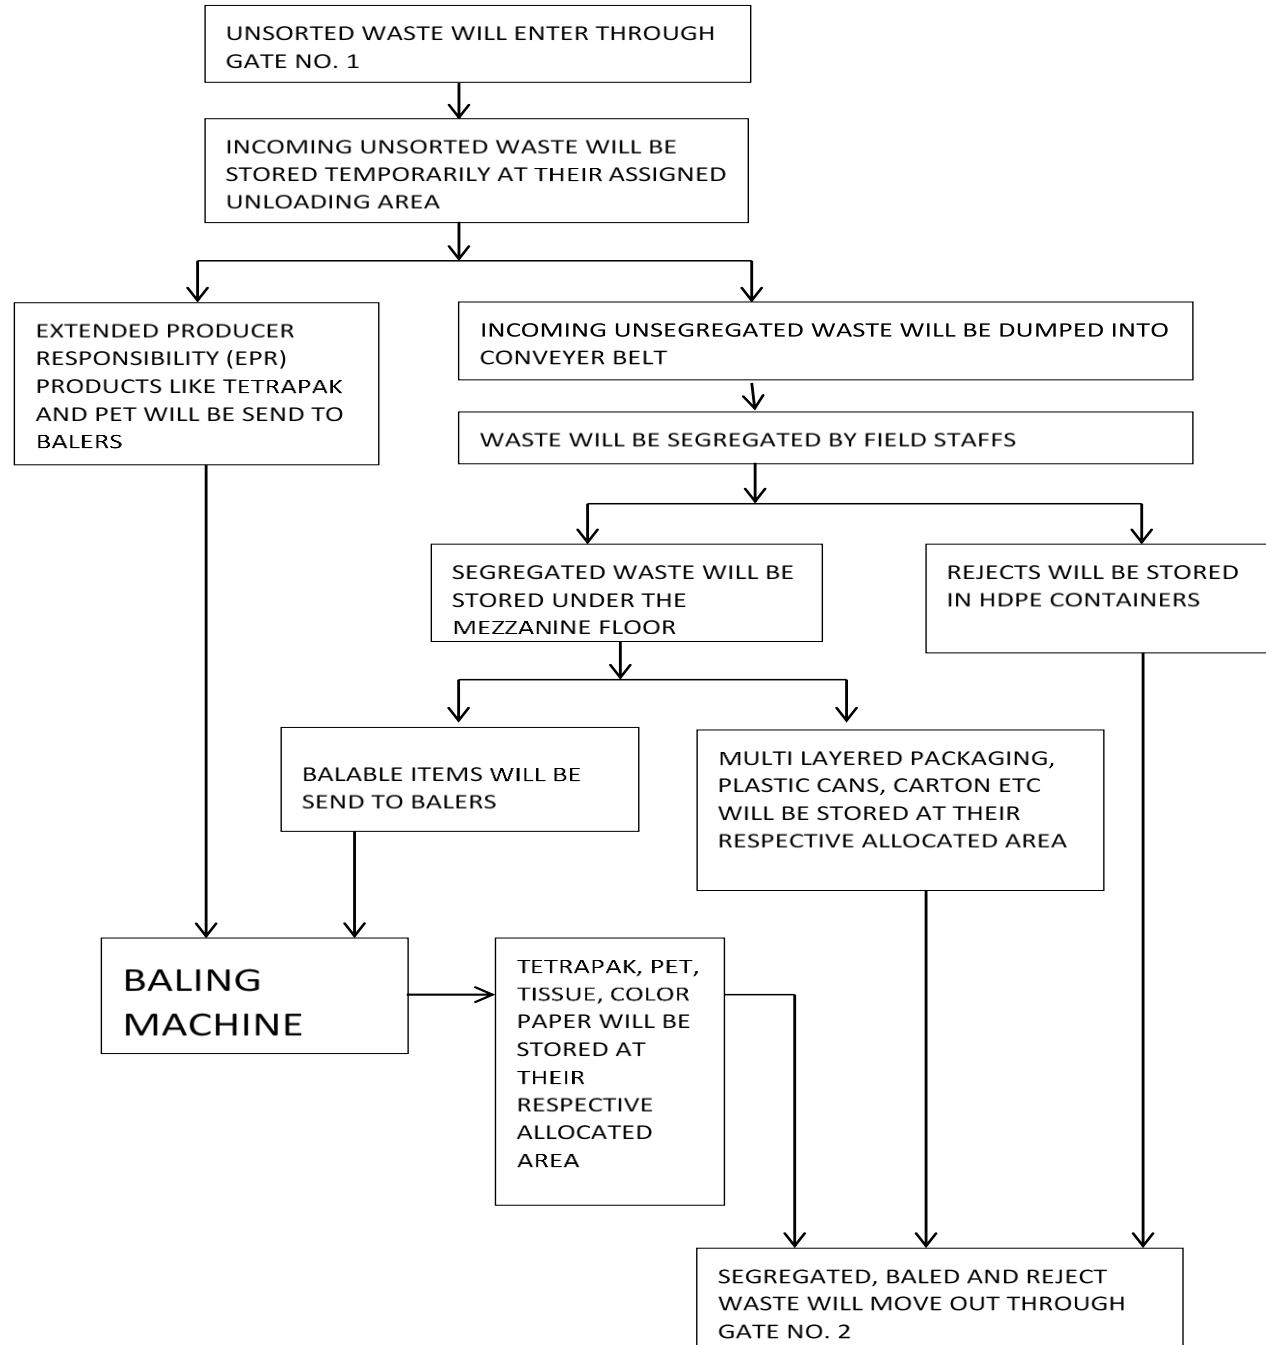 UNSORTED WASTE WILL ENTER THROUGH
GATE NO. 1
INCOMING UNSORTED WASTE WILL BE
STORED TEMPORARILY AT THEIR ASSIGNED
UNLOADING AREA
EXTENDED PRODUCER
RESPONSIBILITY (EPR)
PRODUCTS LIKE TETRAPAK
AND PET WILL BE SEND TO
BALERS
INCOMING UNSEGREGATED WASTE WILL BE DUMPED INTO
CONVEYER BELT
WASTE WILL BE SEGREGATED BY FIELD STAFFS
SEGREGATED WASTE WILL BE
STORED UNDER THE
MEZZANINE FLOOR
REJECTS WILL BE STORED
IN HDPE CONTAINERS
BALABLE ITEMS WILL BE
SEND TO BALERS
MULTI LAYERED PACKAGING,
PLASTIC CANS, CARTON ETC
WILL BE STORED AT THEIR
RESPECTIVE ALLOCATED AREA
BALING
MACHINE
TETRAPAK, PET,
TISSUE, COLOR
PAPER WILL BE
STORED AT
THEIR
RESPECTIVE
ALLOCATED
AREA
SEGREGATED, BALED AND REJECT
WASTE WILL MOVE OUT THROUGH
GATE NO. 2